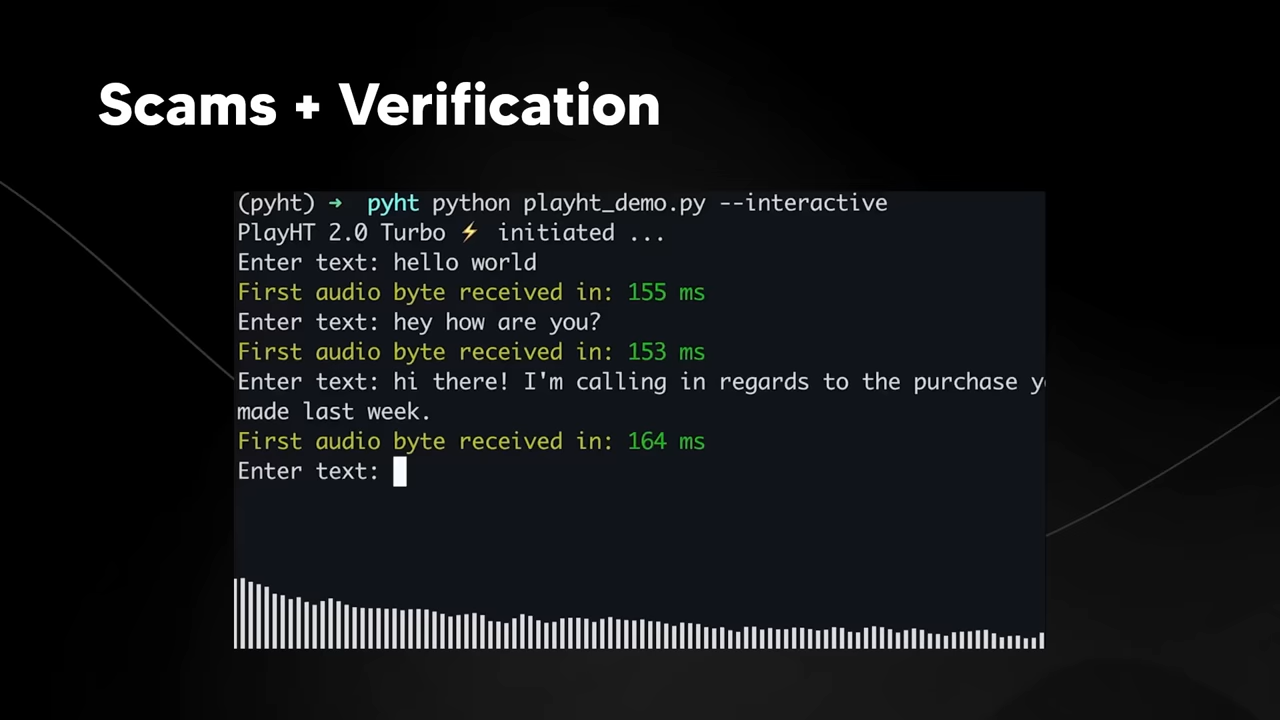 Scams + Verification
(pyht) ➜ pyht python playht_demo.py --interactive
PlayHT 2.0 Turbo ⚡ initiated ...
Enter text: hello world
First audio byte received in: 155 ms
Enter text: hey how are you?
First audio byte received in: 153 ms
Enter text: hi there! I'm calling in regards to the purchase y
made last week.
First audio byte received in: 164 ms
Enter text: